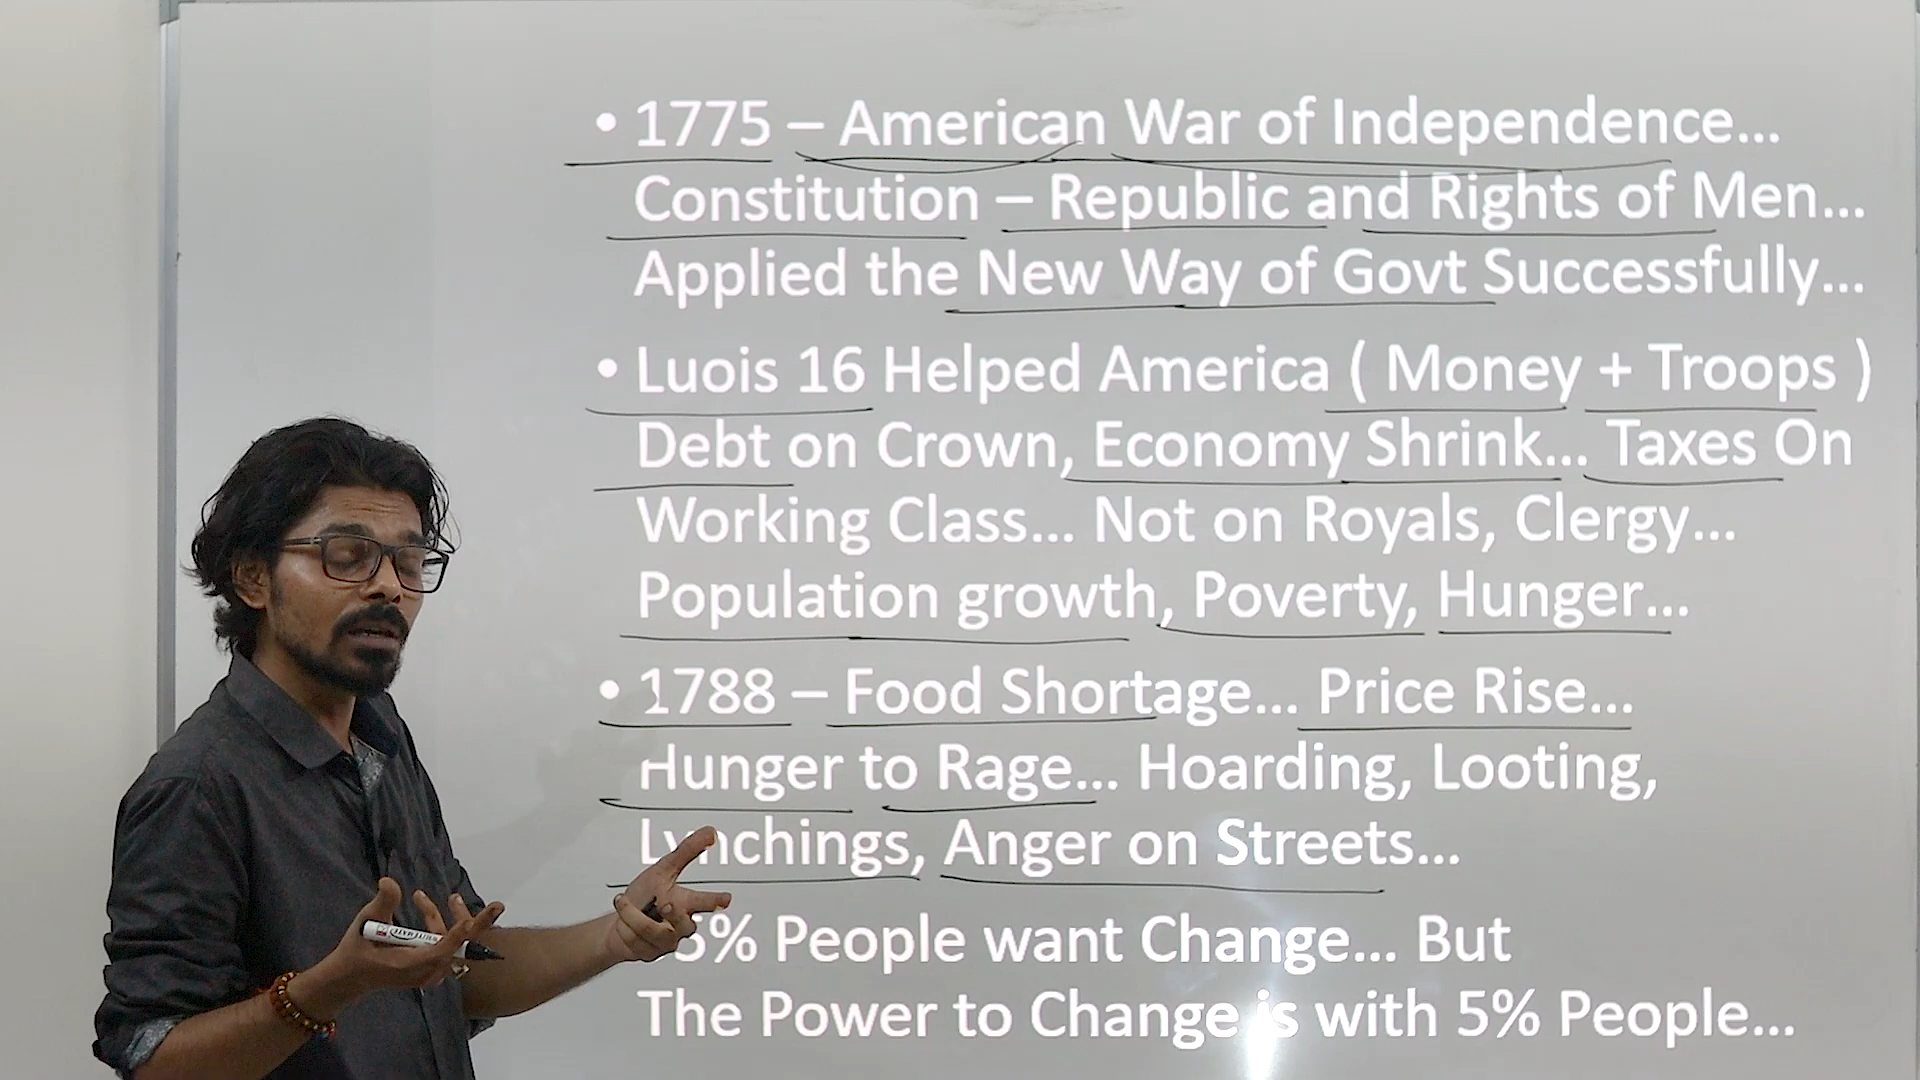 • 1775 – American War of Independence...
Constitution – Republic and Rights of Men...
Applied the New Way of Govt Successfully...
• Luois 16 Helped America ( Money + Troops )
Debt on Crown, Economy Shrink... Taxes On
Working Class... Not on Royals, Clergy...
Population growth, Poverty, Hunger...
• 1788 – Food Shortage... Price Rise...
Hunger to Rage... Hoarding, Looting,
Lynchings, Anger on Streets...
5% People want Change... But
The Power to Change is with 5% People...
WHITEMATE